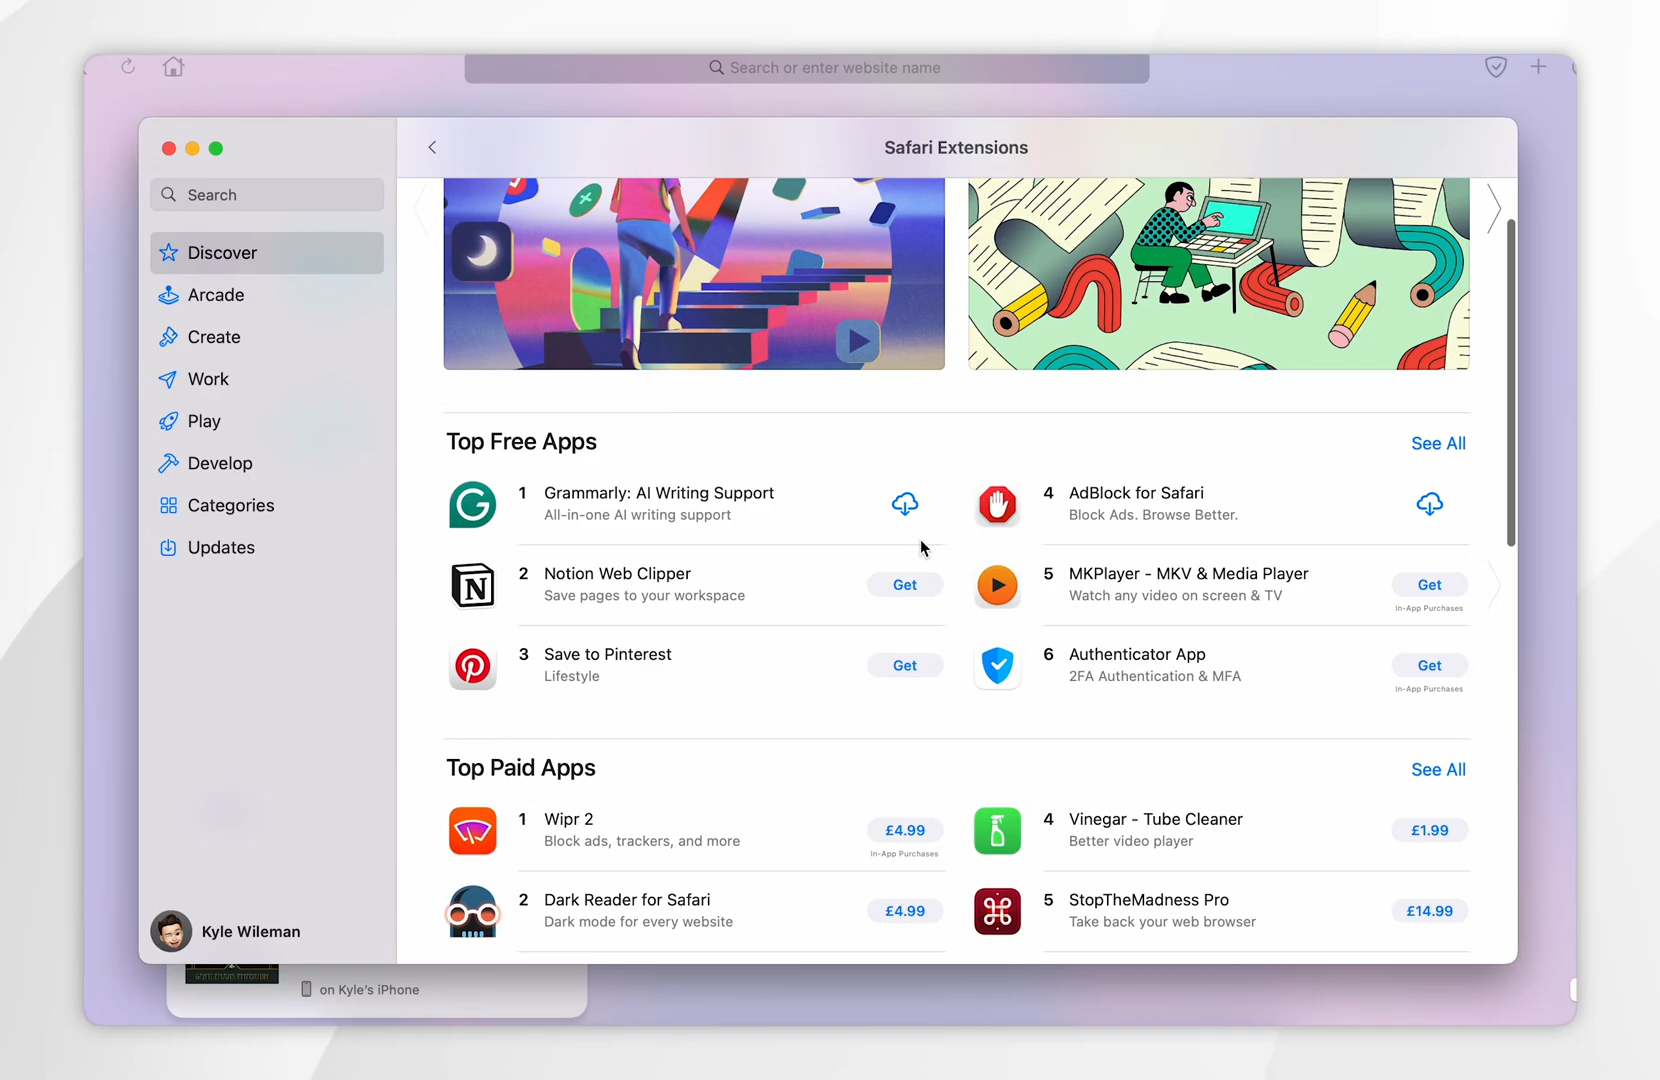 Search or enter website name
Safari Extensions
Search
Discover
Arcade
Create
Work
Play
Develop
Categories
Updates
Kyle Wileman
Top Free Apps
See All
1 Grammarly: AI Writing Support
All-in-one AI writing support
2 Notion Web Clipper
Save pages to your workspace
Get
3 Save to Pinterest
Lifestyle
Get
4 AdBlock for Safari
Block Ads. Browse Better.
5 MKPlayer - MKV & Media Player
Watch any video on screen & TV
Get
In-App Purchases
6 Authenticator App
2FA Authentication & MFA
Get
In-App Purchases
Top Paid Apps
See All
1 Wipr 2
Block ads, trackers, and more
£4.99
In-App Purchases
2 Dark Reader for Safari
Dark mode for every website
£4.99
4 Vinegar - Tube Cleaner
Better video player
£1.99
5 StopTheMadness Pro
Take back your web browser
£14.99
on Kyle's iPhone